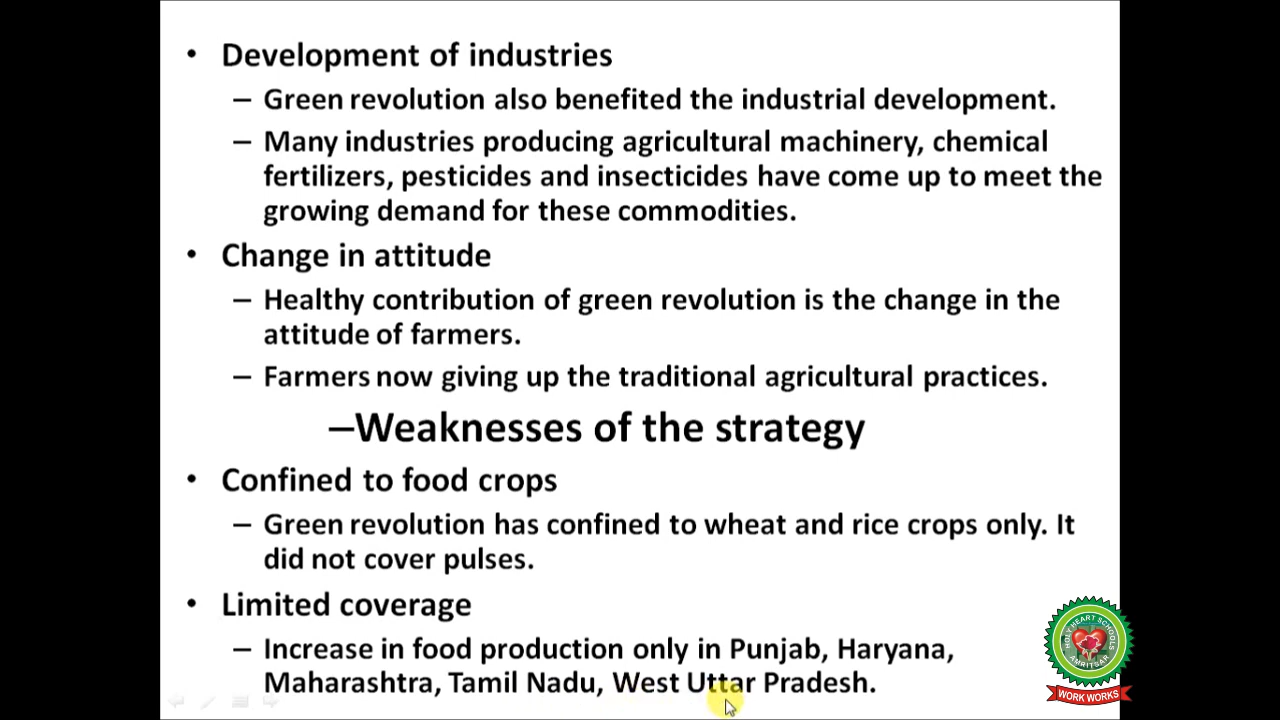 • Development of industries
– Green revolution also benefited the industrial development.
– Many industries producing agricultural machinery, chemical
fertilizers, pesticides and insecticides have come up to meet the
growing demand for these commodities.
• Change in attitude
– Healthy contribution of green revolution is the change in the
attitude of farmers.
– Farmers now giving up the traditional agricultural practices.
–Weaknesses of the strategy
• Confined to food crops
– Green revolution has confined to wheat and rice crops only. It
did not cover pulses.
• Limited coverage
– Increase in food production only in Punjab, Haryana,
Maharashtra, Tamil Nadu, West Uttar Pradesh.
HOLY HEART SCHOOLS
AMRITSAR
WORK WORKS